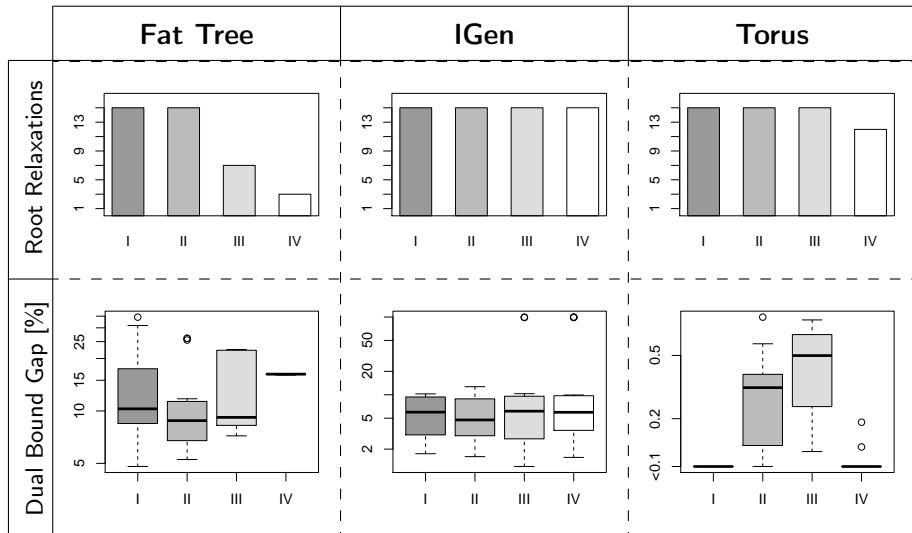 Fat Tree IGen Torus
Root Relaxations
13
9
5
1
I II III IV
13
9
5
1
I II III IV
13
9
5
1
I II III IV
Dual Bound Gap [%]
25
15
10
5
I II III IV
50
20
5
2
I II III IV
0.5
0.2
<0.1
I II III IV